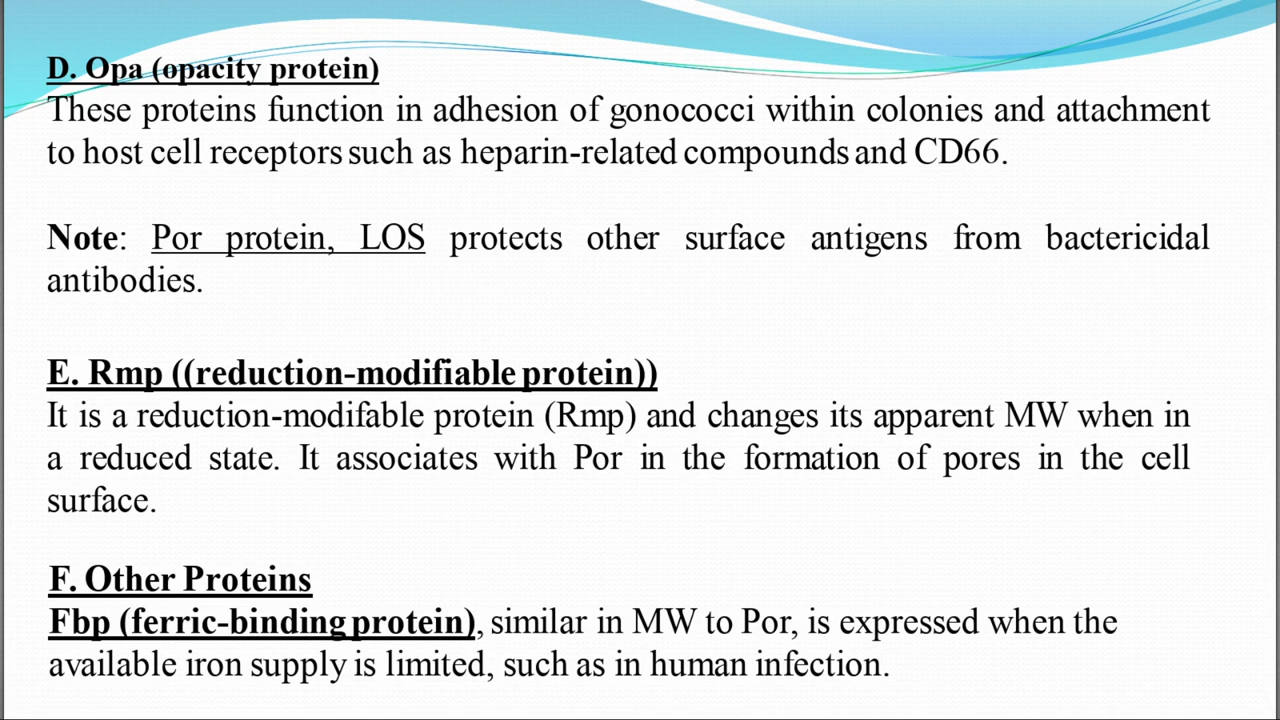 D. Opa (opacity protein)
These proteins function in adhesion of gonococci within colonies and attachment
to host cell receptors such as heparin-related compounds and CD66.
Note: Por protein, LOS protects other surface antigens from bactericidal
antibodies.
E. Rmp ((reduction-modifiable protein))
It is a reduction-modifable protein (Rmp) and changes its apparent MW when in
a reduced state. It associates with Por in the formation of pores in the cell
surface.
F. Other Proteins
Fbp (ferric-binding protein), similar in MW to Por, is expressed when the
available iron supply is limited, such as in human infection.